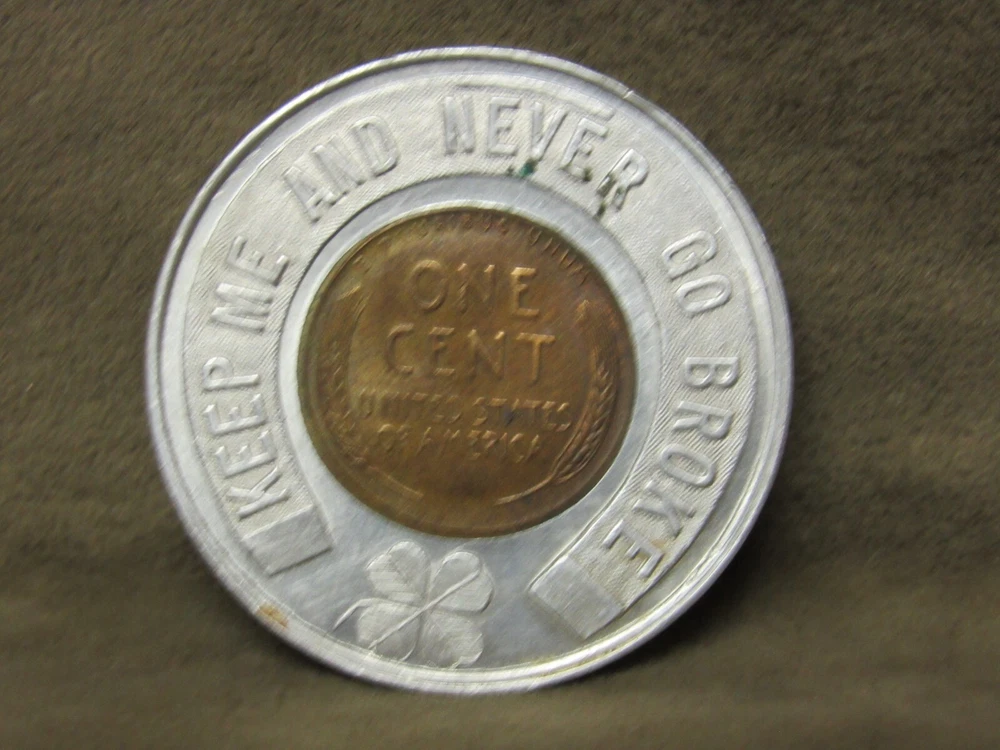 KEEP ME AND NEVER GO BROKE
ONE
CENT
UNITED STATES
OF AMERICA